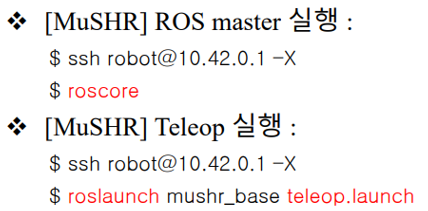 ❖ [MuSHR] ROS master 실행 :
$ ssh robot@10.42.0.1 –X
$ roscore
❖ [MuSHR] Teleop 실행 :
$ ssh robot@10.42.0.1 –X
$ roslaunch mushr_base teleop.launch